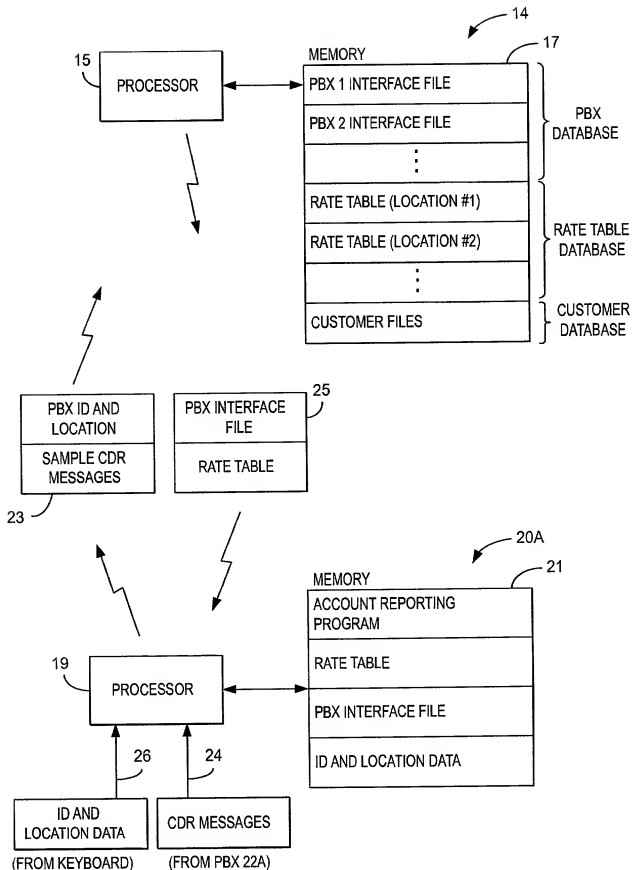 14
MEMORY
17
15
PROCESSOR
PBX 1 INTERFACE FILE
PBX 2 INTERFACE FILE
PBX
DATABASE
RATE TABLE (LOCATION #1)
RATE TABLE (LOCATION #2)
RATE TABLE
DATABASE
CUSTOMER FILES
CUSTOMER
DATABASE
PBX ID AND
LOCATION
SAMPLE CDR
MESSAGES
23
PBX INTERFACE
FILE
RATE TABLE
25
20A
MEMORY
21
ACCOUNT REPORTING
PROGRAM
RATE TABLE
PBX INTERFACE FILE
ID AND LOCATION DATA
19
PROCESSOR
26
24
ID AND
LOCATION DATA
(FROM KEYBOARD)
CDR MESSAGES
(FROM PBX 22A)